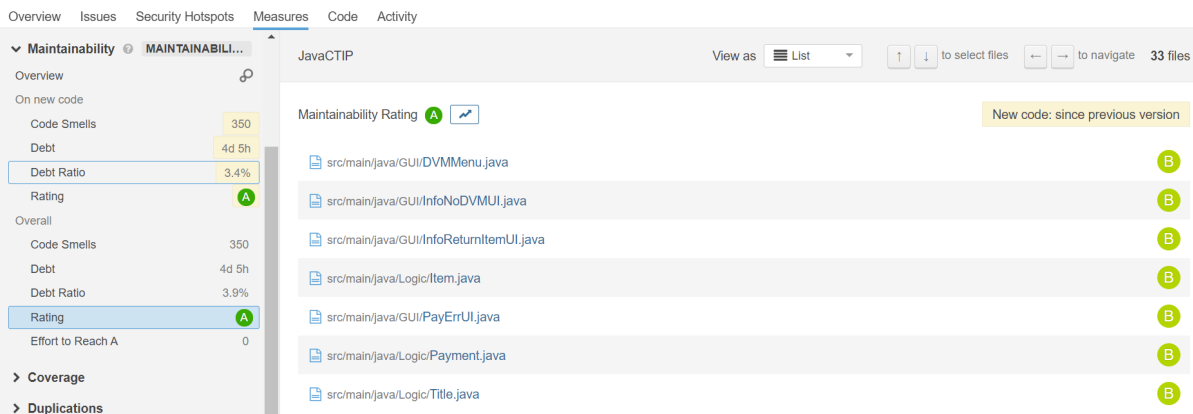 Overview Issues Security Hotspots Measures Code Activity
Maintainability MAINTAINABILI...
Overview
On new code
Code Smells 350
Debt 4d 5h
Debt Ratio 3.4%
Rating A
Overall
Code Smells 350
Debt 4d 5h
Debt Ratio 3.9%
Rating A
Effort to Reach A 0
Coverage
Duplications
JavaCTIP View as List ↑ ↓ to select files ← → to navigate 33 files
Maintainability Rating A New code: since previous version
src/main/java/GUI/DVMMenu.java B
src/main/java/GUI/InfoNoDVMUI.java B
src/main/java/GUI/InfoReturnItemUI.java B
src/main/java/Logic/Item.java B
src/main/java/GUI/PayErrUI.java B
src/main/java/Logic/Payment.java B
src/main/java/Logic/Title.java B